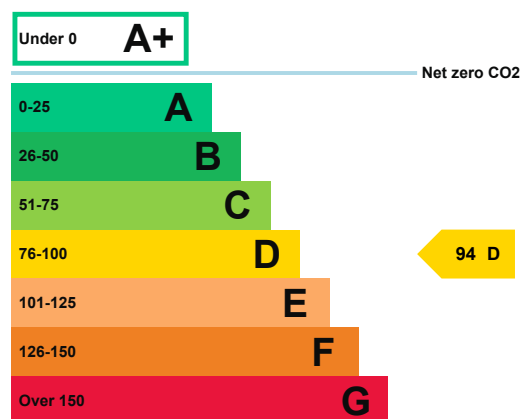 Under 0 A+
Net zero CO2
0-25 A
26-50 B
51-75 C
76-100 D 94 D
101-125 E
126-150 F
Over 150 G